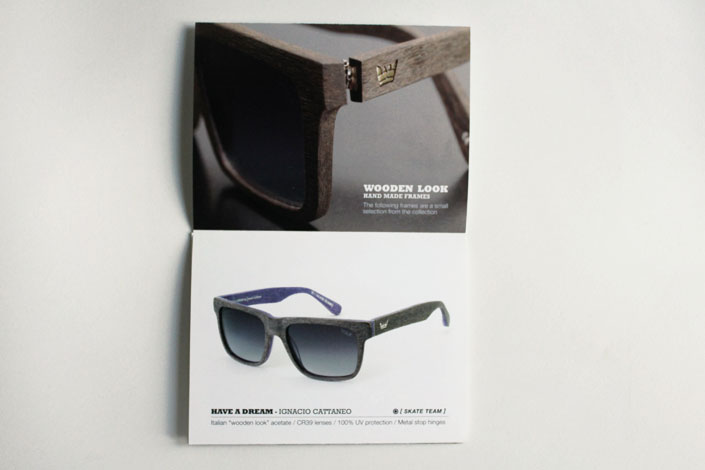 WOODEN LOOK
HAND MADE FRAMES
The following frames are a small
selection from the collection
HAVE A DREAM - IGNACIO CATTANEO
[ SKATE TEAM ]
Italian "wooden look" acetate / CR39 lenses / 100% UV protection / Metal stop hinges